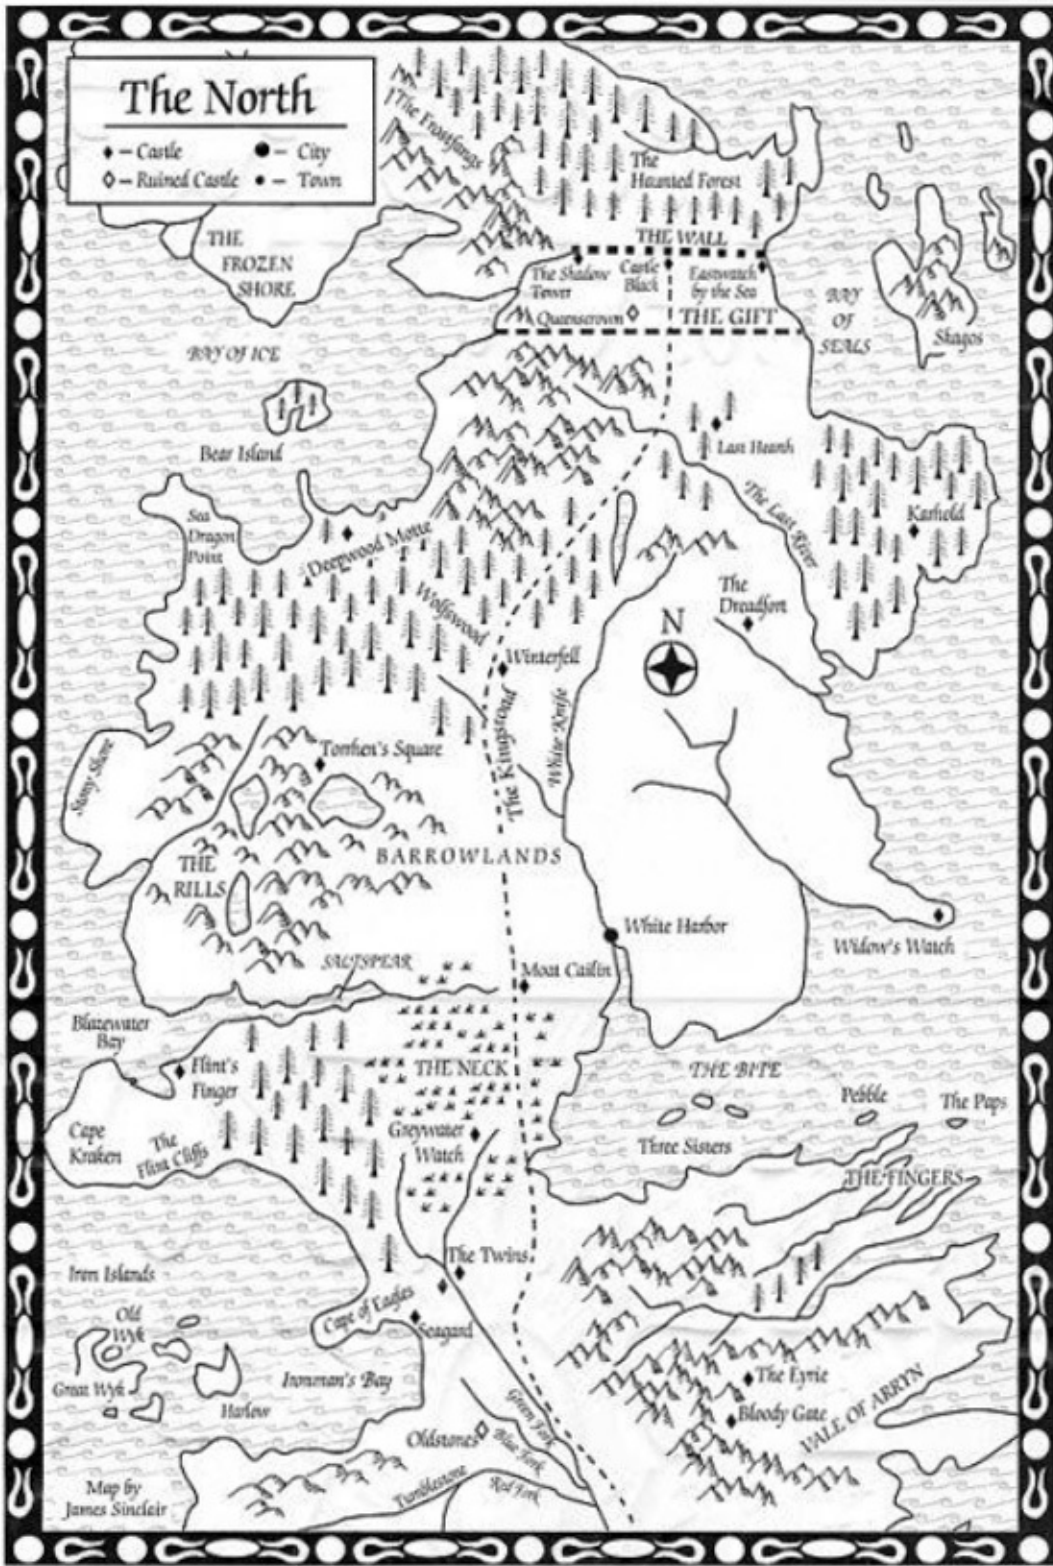 The North
– Castle
– City
– Ruined Castle
– Town
The Frostfangs
The
Haunted Forest
THE
FROZEN
SHORE
THE WALL
The Shadow
Tower
Castle
Black
Eastwatch
by the Sea
Queenscrown
THE GIFT
BAY
OF
SEALS
Skagos
BAY OF ICE
Bear Island
Last Hearth
The Last River
Karhold
Sea
Dragon
Point
Deepwood Motte
Wolfswood
The
Dreadfort
N
Winterfell
White Knife
The Kingsroad
Stony Shore
Torrhen's Square
BARROWLANDS
THE
RILLS
White Harbor
Widow's Watch
SALTSPEAR
Moat Cailin
Blazewater
Bay
Flint's
Finger
THE NECK
THE BITE
Pebble
The Paps
Cape
Kraken
The
Flint Cliffs
Greywater
Watch
Three Sisters
THE FINGERS
The Twins
Iron Islands
Cape of Eagles
Seagard
Old
Wyk
Great Wyk
Harlow
Ironman's Bay
The Eyrie
Bloody Gate
VALE OF ARRYN
Oldstones
Green Fork
Blue Fork
Red Fork
Tumblestone
Map by
James Sinclair